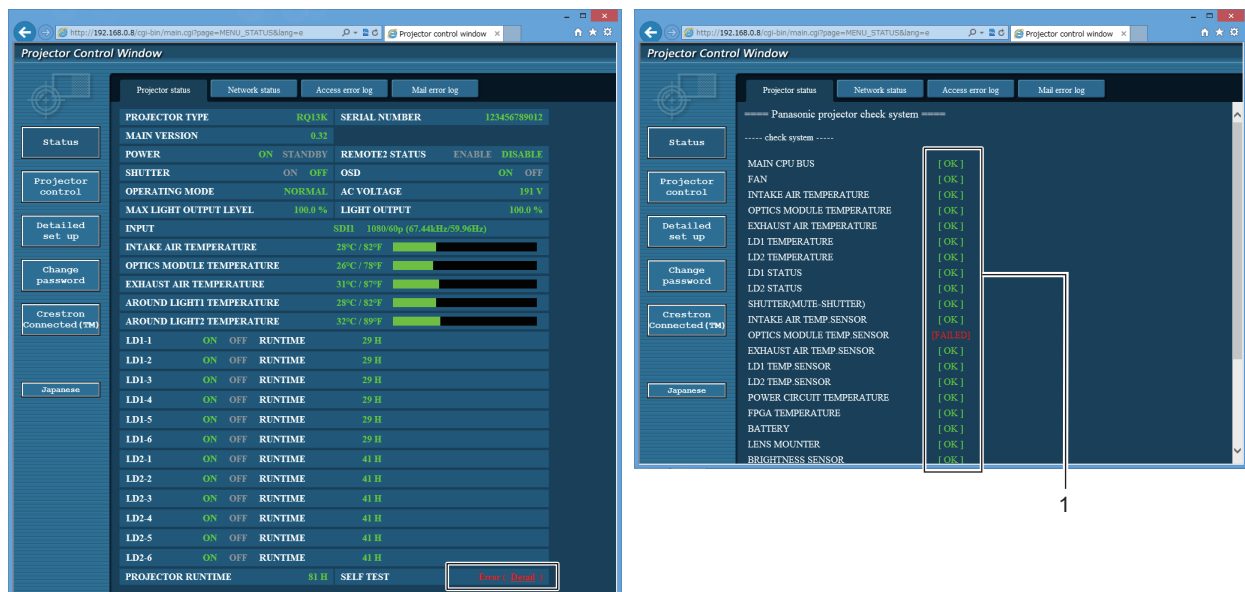 http://192.168.0.8/cgi-bin/main.cgi?page=MENU_STATUS&lang=e
Projector control window
Projector Control Window
Projector status
Network status
Access error log
Mail error log
Status
Projector
control
Detailed
set up
Change
password
Crestron
Connected(TM)
Japanese
PROJECTOR TYPE RQ13K SERIAL NUMBER 123456789012
MAIN VERSION 0.32
POWER ON STANDBY REMOTE2 STATUS ENABLE DISABLE
SHUTTER ON OFF OSD ON OFF
OPERATING MODE NORMAL AC VOLTAGE 191 V
MAX LIGHT OUTPUT LEVEL 100.0 % LIGHT OUTPUT 100.0 %
INPUT SDI1 1080/60p (67.44kHz/59.96Hz)
INTAKE AIR TEMPERATURE 28°C / 82°F
OPTICS MODULE TEMPERATURE 26°C / 78°F
EXHAUST AIR TEMPERATURE 31°C / 87°F
AROUND LIGHT1 TEMPERATURE 28°C / 82°F
AROUND LIGHT2 TEMPERATURE 32°C / 89°F
LD1-1 ON OFF RUNTIME 29 H
LD1-2 ON OFF RUNTIME 29 H
LD1-3 ON OFF RUNTIME 29 H
LD1-4 ON OFF RUNTIME 29 H
LD1-5 ON OFF RUNTIME 29 H
LD1-6 ON OFF RUNTIME 29 H
LD2-1 ON OFF RUNTIME 41 H
LD2-2 ON OFF RUNTIME 41 H
LD2-3 ON OFF RUNTIME 41 H
LD2-4 ON OFF RUNTIME 41 H
LD2-5 ON OFF RUNTIME 41 H
LD2-6 ON OFF RUNTIME 41 H
PROJECTOR RUNTIME 81 H SELF TEST Error ( Detail )
http://192.168.0.8/cgi-bin/main.cgi?page=MENU_STATUS&lang=e
Projector control window
Projector Control Window
Projector status
Network status
Access error log
Mail error log
Status
Projector
control
Detailed
set up
Change
password
Crestron
Connected(TM)
Japanese
==== Panasonic projector check system ====
----- check system -----
MAIN CPU BUS [ OK ]
FAN [ OK ]
INTAKE AIR TEMPERATURE [ OK ]
OPTICS MODULE TEMPERATURE [ OK ]
EXHAUST AIR TEMPERATURE [ OK ]
LD1 TEMPERATURE [ OK ]
LD2 TEMPERATURE [ OK ]
LD1 STATUS [ OK ]
LD2 STATUS [ OK ]
SHUTTER(MUTE-SHUTTER) [ OK ]
INTAKE AIR TEMP.SENSOR [ OK ]
OPTICS MODULE TEMP.SENSOR [FAILED]
EXHAUST AIR TEMP.SENSOR [ OK ]
LD1 TEMP.SENSOR [ OK ]
LD2 TEMP.SENSOR [ OK ]
POWER CIRCUIT TEMPERATURE [ OK ]
FPGA TEMPERATURE [ OK ]
BATTERY [ OK ]
LENS MOUNTER [ OK ]
BRIGHTNESS SENSOR [ OK ]
1